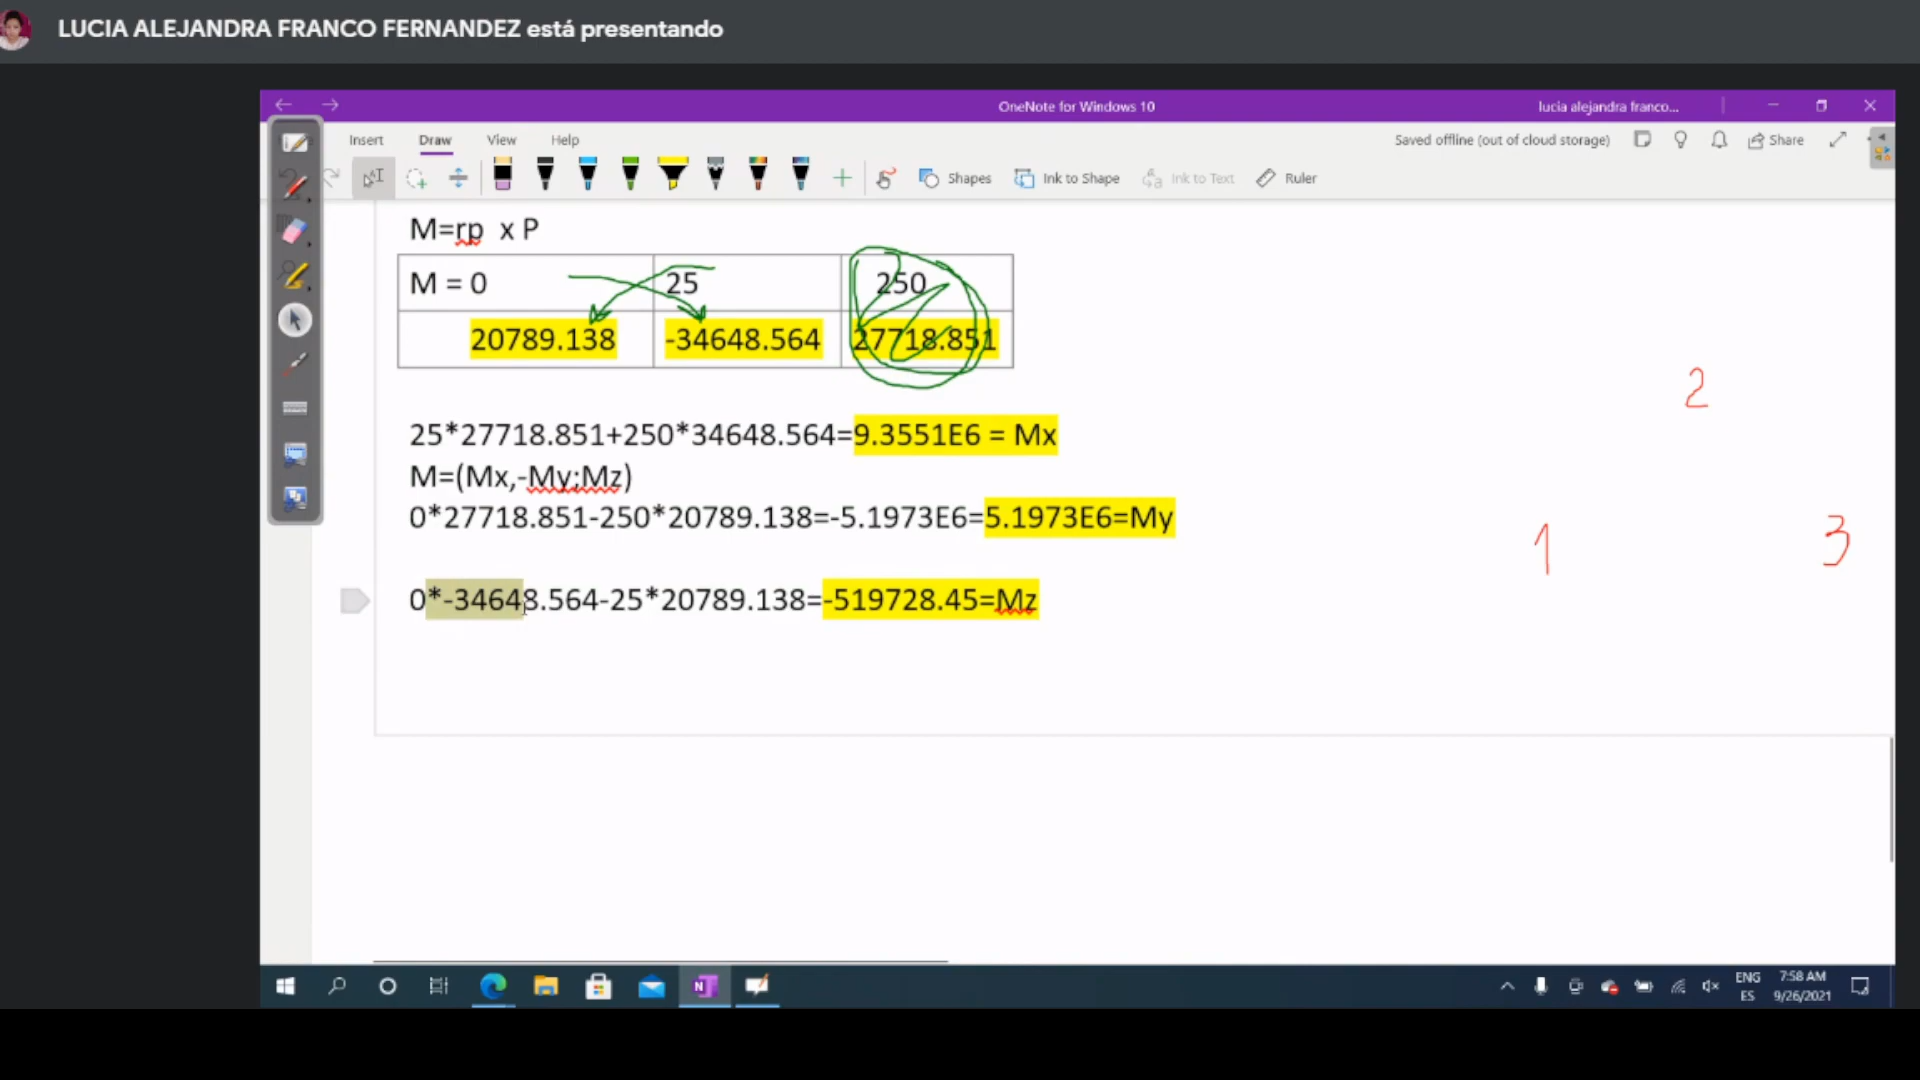 LUCIA ALEJANDRA FRANCO FERNANDEZ está presentando
OneNote for Windows 10
lucia alejandra franco...
Insert Draw View Help
Saved offline (out of cloud storage) Share
Shapes Ink to Shape Ink to Text Ruler
M=rp x P
M = 0 25 250
20789.138 -34648.564 27718.851
2
25*27718.851+250*34648.564=9.3551E6 = Mx
M=(Mx,-My;Mz)
0*27718.851-250*20789.138=-5.1973E6=5.1973E6=My
1 3
0*-34648.564-25*20789.138=-519728.45=Mz
ENG 7:58 AM
ES 9/26/2021